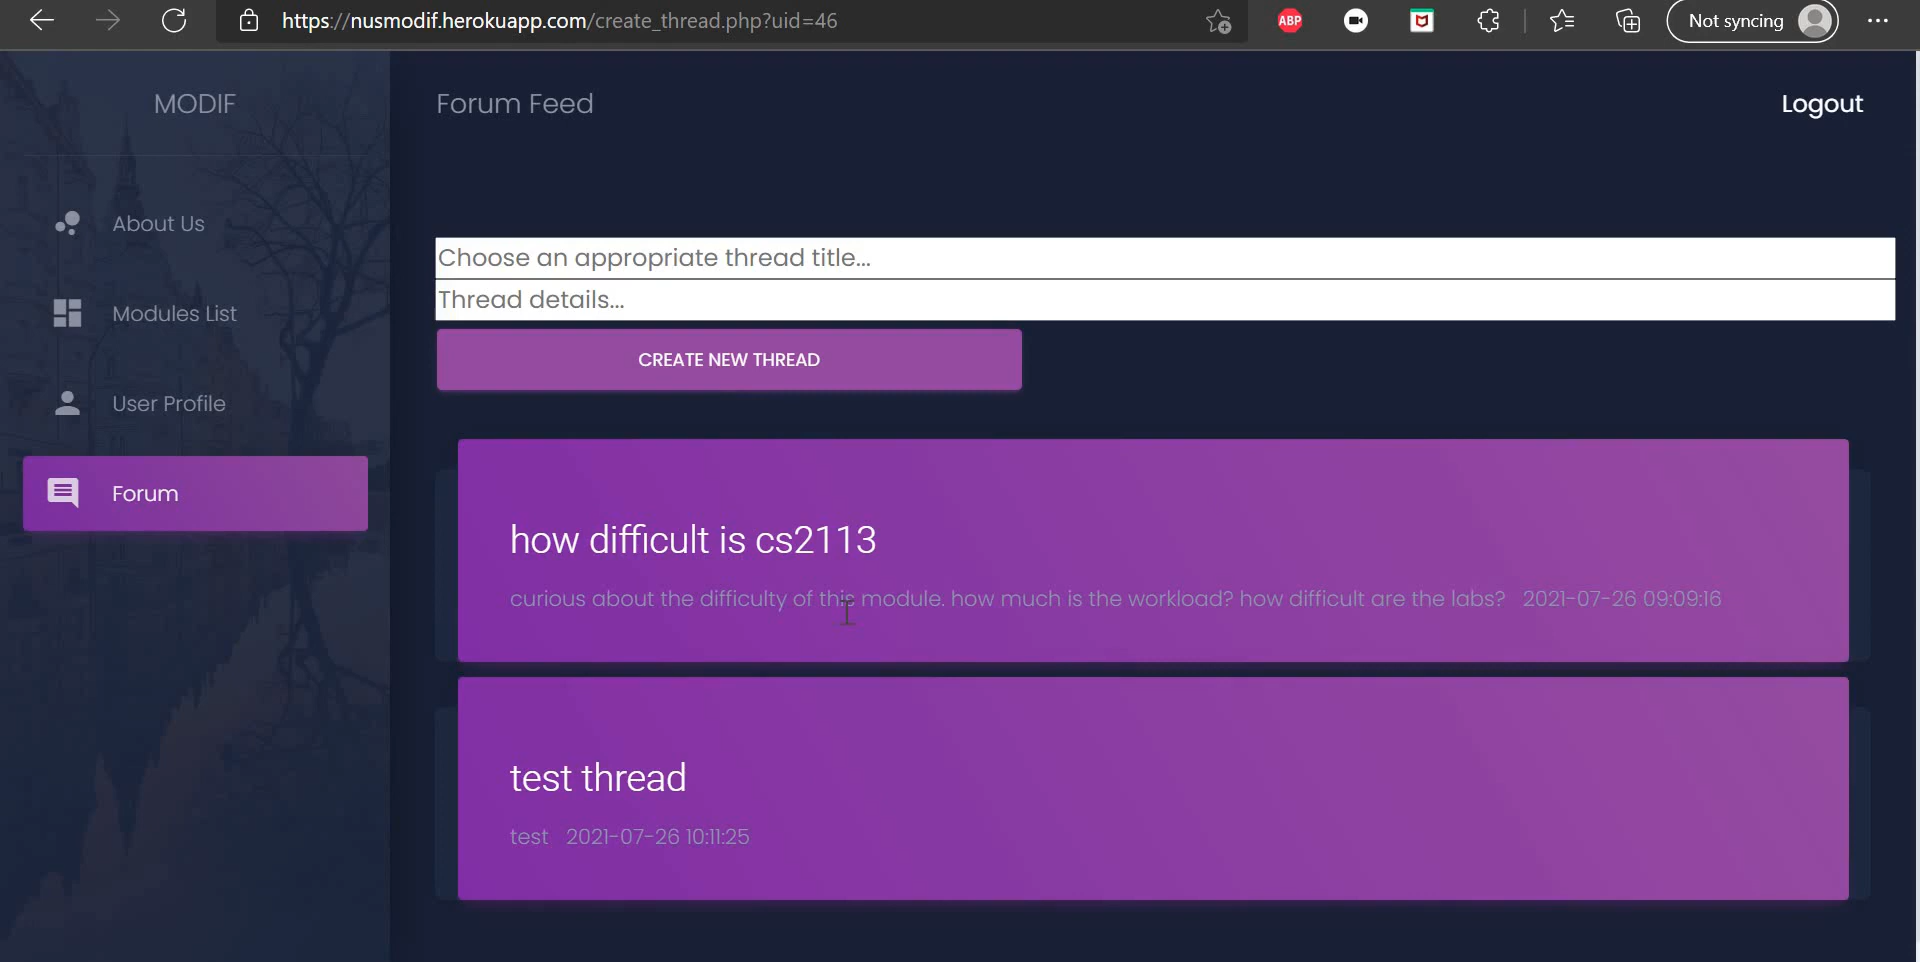 https://nusmodif.herokuapp.com/create_thread.php?uid=46
ABP
Not syncing
MODIF
Forum Feed
Logout
About Us
Modules List
User Profile
Forum
Choose an appropriate thread title...
Thread details...
CREATE NEW THREAD
how difficult is cs2113
curious about the difficulty of this module. how much is the workload? how difficult are the labs? 2021-07-26 09:09:16
test thread
test 2021-07-26 10:11:25